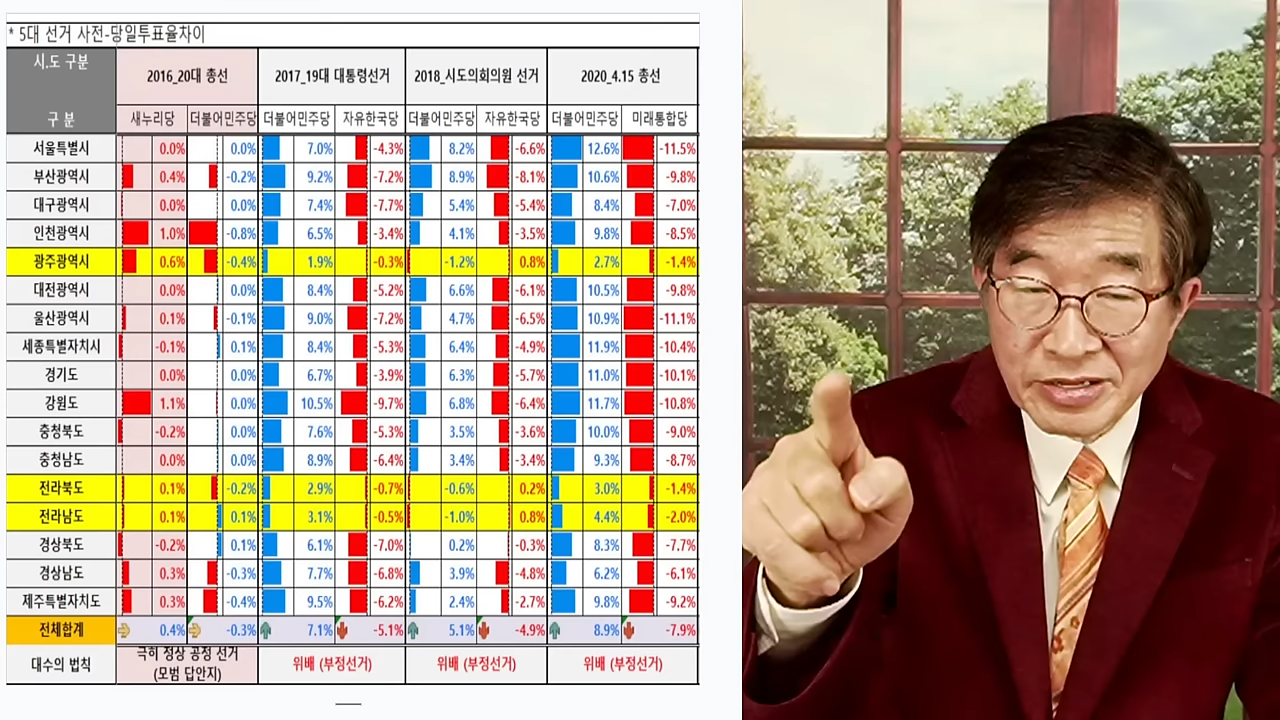 * 5대 선거 사전-당일투표율차이
시.도 구분 2016_20대 총선 2017_19대 대통령선거 2018_시도의회의원 선거 2020_4.15 총선
구 분 새누리당 더불어민주당 더불어민주당 자유한국당 더불어민주당 자유한국당 더불어민주당 미래통합당
서울특별시 0.0% 0.0% 7.0% -4.3% 8.2% -6.6% 12.6% -11.5%
부산광역시 0.4% -0.2% 9.2% -7.2% 8.9% -8.1% 10.6% -9.8%
대구광역시 0.0% 0.0% 7.4% -7.7% 5.4% -5.4% 8.4% -7.0%
인천광역시 1.0% -0.8% 6.5% -3.4% 4.1% -3.5% 9.8% -8.5%
광주광역시 0.6% -0.4% 1.9% -0.3% -1.2% 0.8% 2.7% -1.4%
대전광역시 0.0% 0.0% 8.4% -5.2% 6.6% -6.1% 10.5% -9.8%
울산광역시 0.1% -0.1% 9.0% -7.2% 4.7% -6.5% 10.9% -11.1%
세종특별자치시 -0.1% 0.1% 8.4% -5.3% 6.4% -4.9% 11.9% -10.4%
경기도 0.0% 0.0% 6.7% -3.9% 6.3% -5.7% 11.0% -10.1%
강원도 1.1% 0.0% 10.5% -9.7% 6.8% -6.4% 11.7% -10.8%
충청북도 -0.2% 0.0% 7.6% -5.3% 3.5% -3.6% 10.0% -9.0%
충청남도 0.0% 0.0% 8.9% -6.4% 3.4% -3.4% 9.3% -8.7%
전라북도 0.1% -0.2% 2.9% -0.7% -0.6% 0.2% 3.0% -1.4%
전라남도 0.1% 0.1% 3.1% -0.5% -1.0% 0.8% 4.4% -2.0%
경상북도 -0.2% 0.1% 6.1% -7.0% 0.2% -0.3% 8.3% -7.7%
경상남도 0.3% -0.3% 7.7% -6.8% 3.9% -4.8% 6.2% -6.1%
제주특별자치도 0.3% -0.4% 9.5% -6.2% 2.4% -2.7% 9.8% -9.2%
전체합계 0.4% -0.3% 7.1% -5.1% 5.1% -4.9% 8.9% -7.9%
대수의 법칙 극히 정상 공정 선거 위배 (부정선거) 위배 (부정선거) 위배 (부정선거)
(모범 답안지)